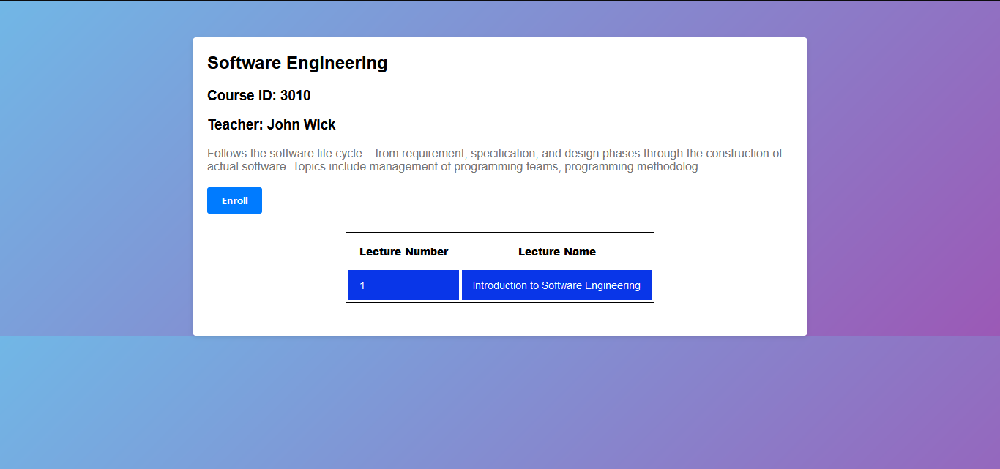 Software Engineering
Course ID: 3010
Teacher: John Wick
Follows the software life cycle – from requirement, specification, and design phases through the construction of
actual software. Topics include management of programming teams, programming methodolog
Enroll
Lecture Number Lecture Name
1 Introduction to Software Engineering